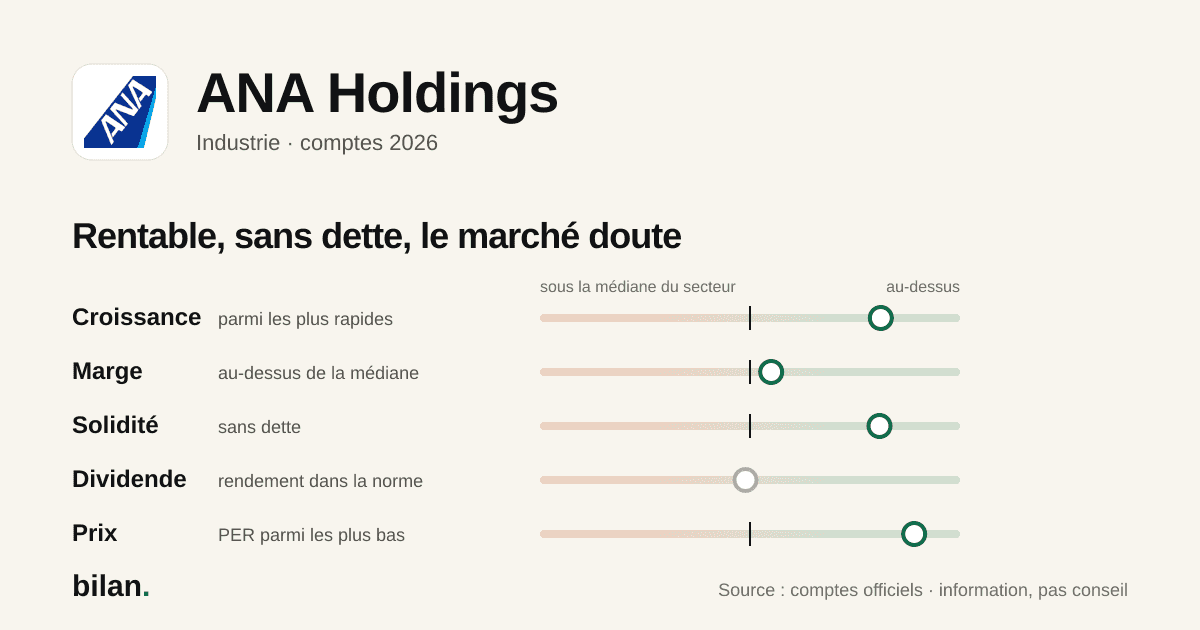 ANA
ANA Holdings
Industrie · comptes 2026
Rentable, sans dette, le marché doute
sous la médiane du secteur au-dessus
Croissance parmi les plus rapides
Marge au-dessus de la médiane
Solidité sans dette
Dividende rendement dans la norme
Prix PER parmi les plus bas
bilan.
Source : comptes officiels · information, pas conseil